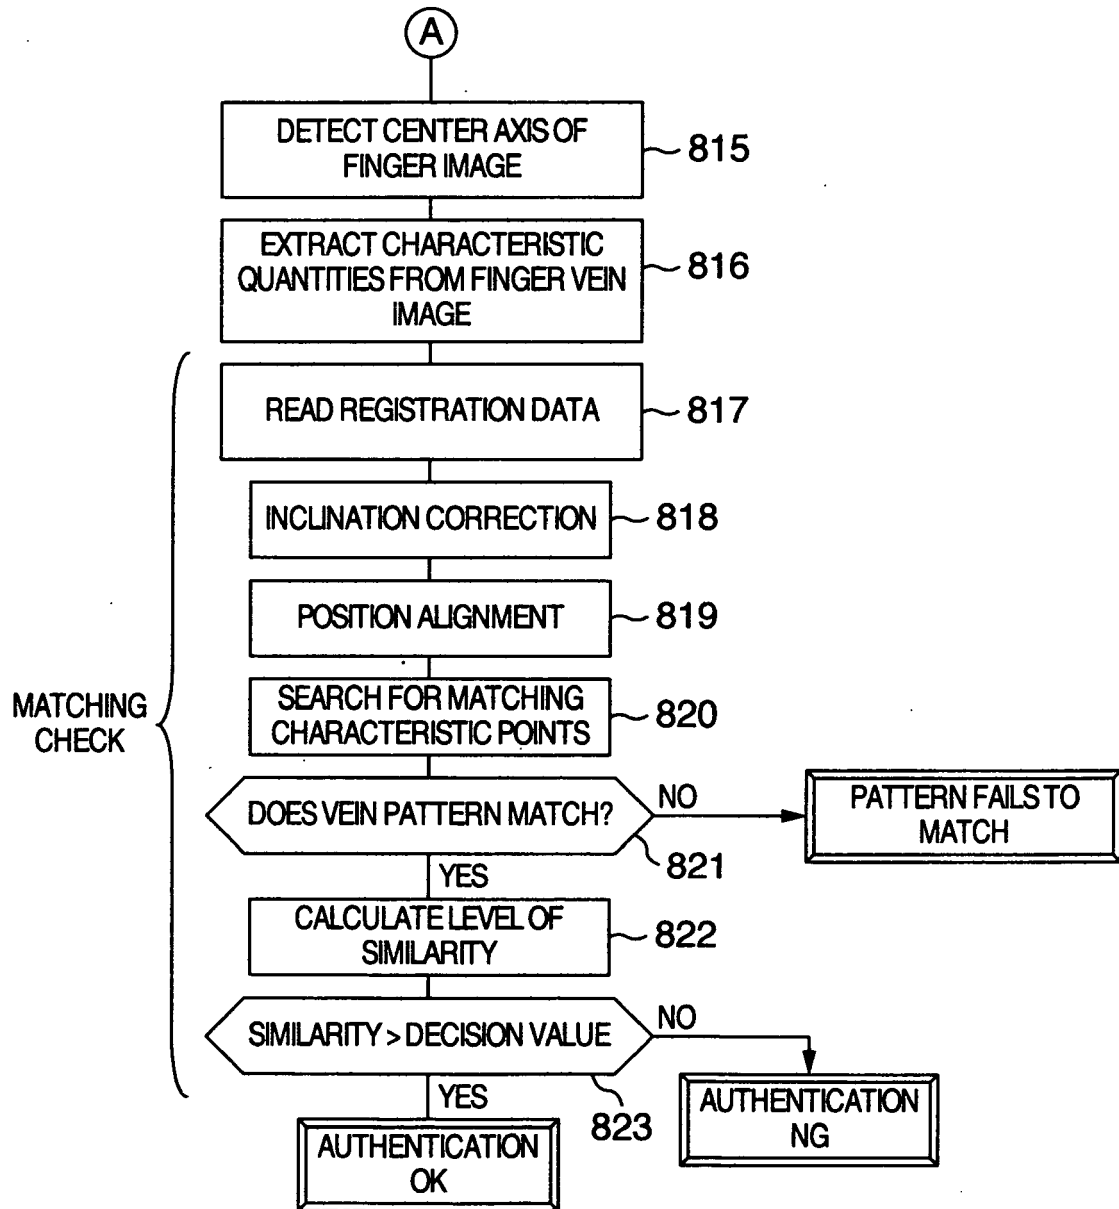 A
DETECT CENTER AXIS OF
FINGER IMAGE
815
EXTRACT CHARACTERISTIC
QUANTITIES FROM FINGER VEIN
IMAGE
816
READ REGISTRATION DATA
817
INCLINATION CORRECTION
818
POSITION ALIGNMENT
819
MATCHING
CHECK
SEARCH FOR MATCHING
CHARACTERISTIC POINTS
820
DOES VEIN PATTERN MATCH?
821
NO
PATTERN FAILS TO
MATCH
YES
CALCULATE LEVEL OF
SIMILARITY
822
SIMILARITY > DECISION VALUE
823
NO
AUTHENTICATION
NG
YES
AUTHENTICATION
OK